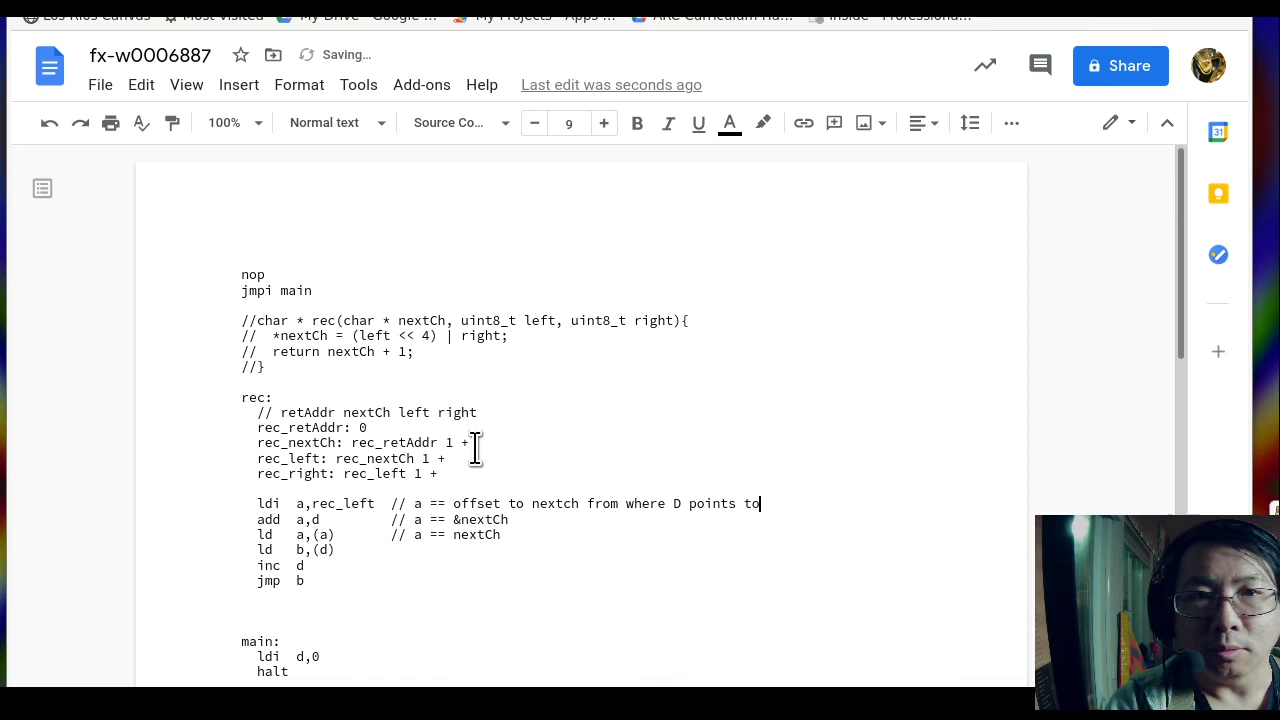 fx-w0006887
Saving…
Share
File Edit View Insert Format Tools Add-ons Help Last edit was seconds ago
100% Normal text Source Co... 9 B I U A
31
nop
jmpi main
//char * rec(char * nextCh, uint8_t left, uint8_t right){
//  *nextCh = (left << 4) | right;
//  return nextCh + 1;
//}
rec:
// retAddr nextCh left right
rec_retAddr: 0
rec_nextCh: rec_retAddr 1 +
rec_left: rec_nextCh 1 +
rec_right: rec_left 1 +
ldi  a,rec_left  // a == offset to nextch from where D points to
add  a,d         // a == &nextCh
ld   a,(a)       // a == nextCh
ld   b,(d)
inc  d
jmp  b
main:
ldi  d,0
halt